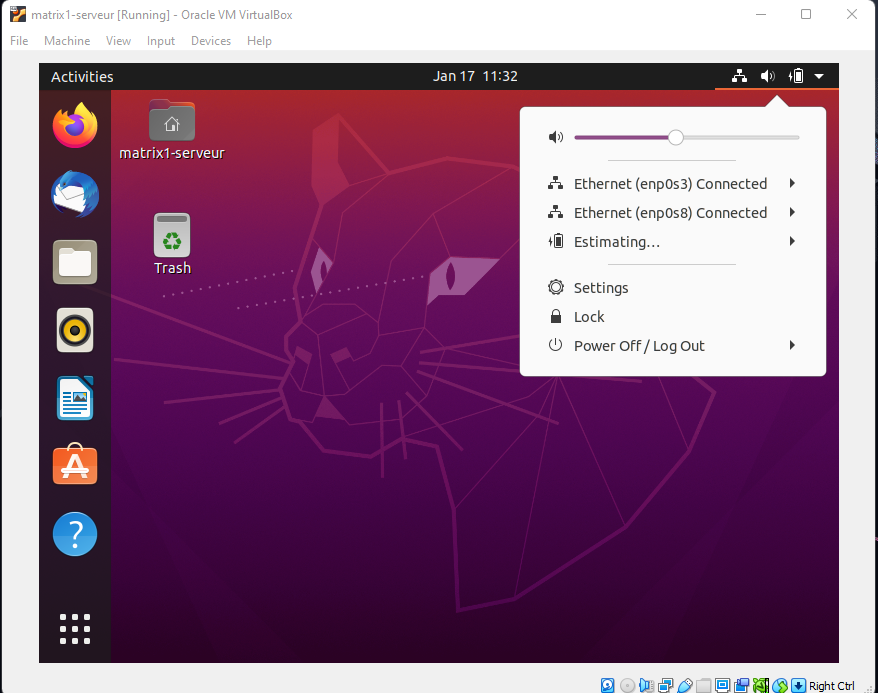 matrix1-serveur [Running] - Oracle VM VirtualBox
File Machine View Input Devices Help
Activities
Jan 17 11:32
matrix1-serveur
Trash
Ethernet (enp0s3) Connected
Ethernet (enp0s8) Connected
Estimating…
Settings
Lock
Power Off / Log Out
?
Right Ctrl